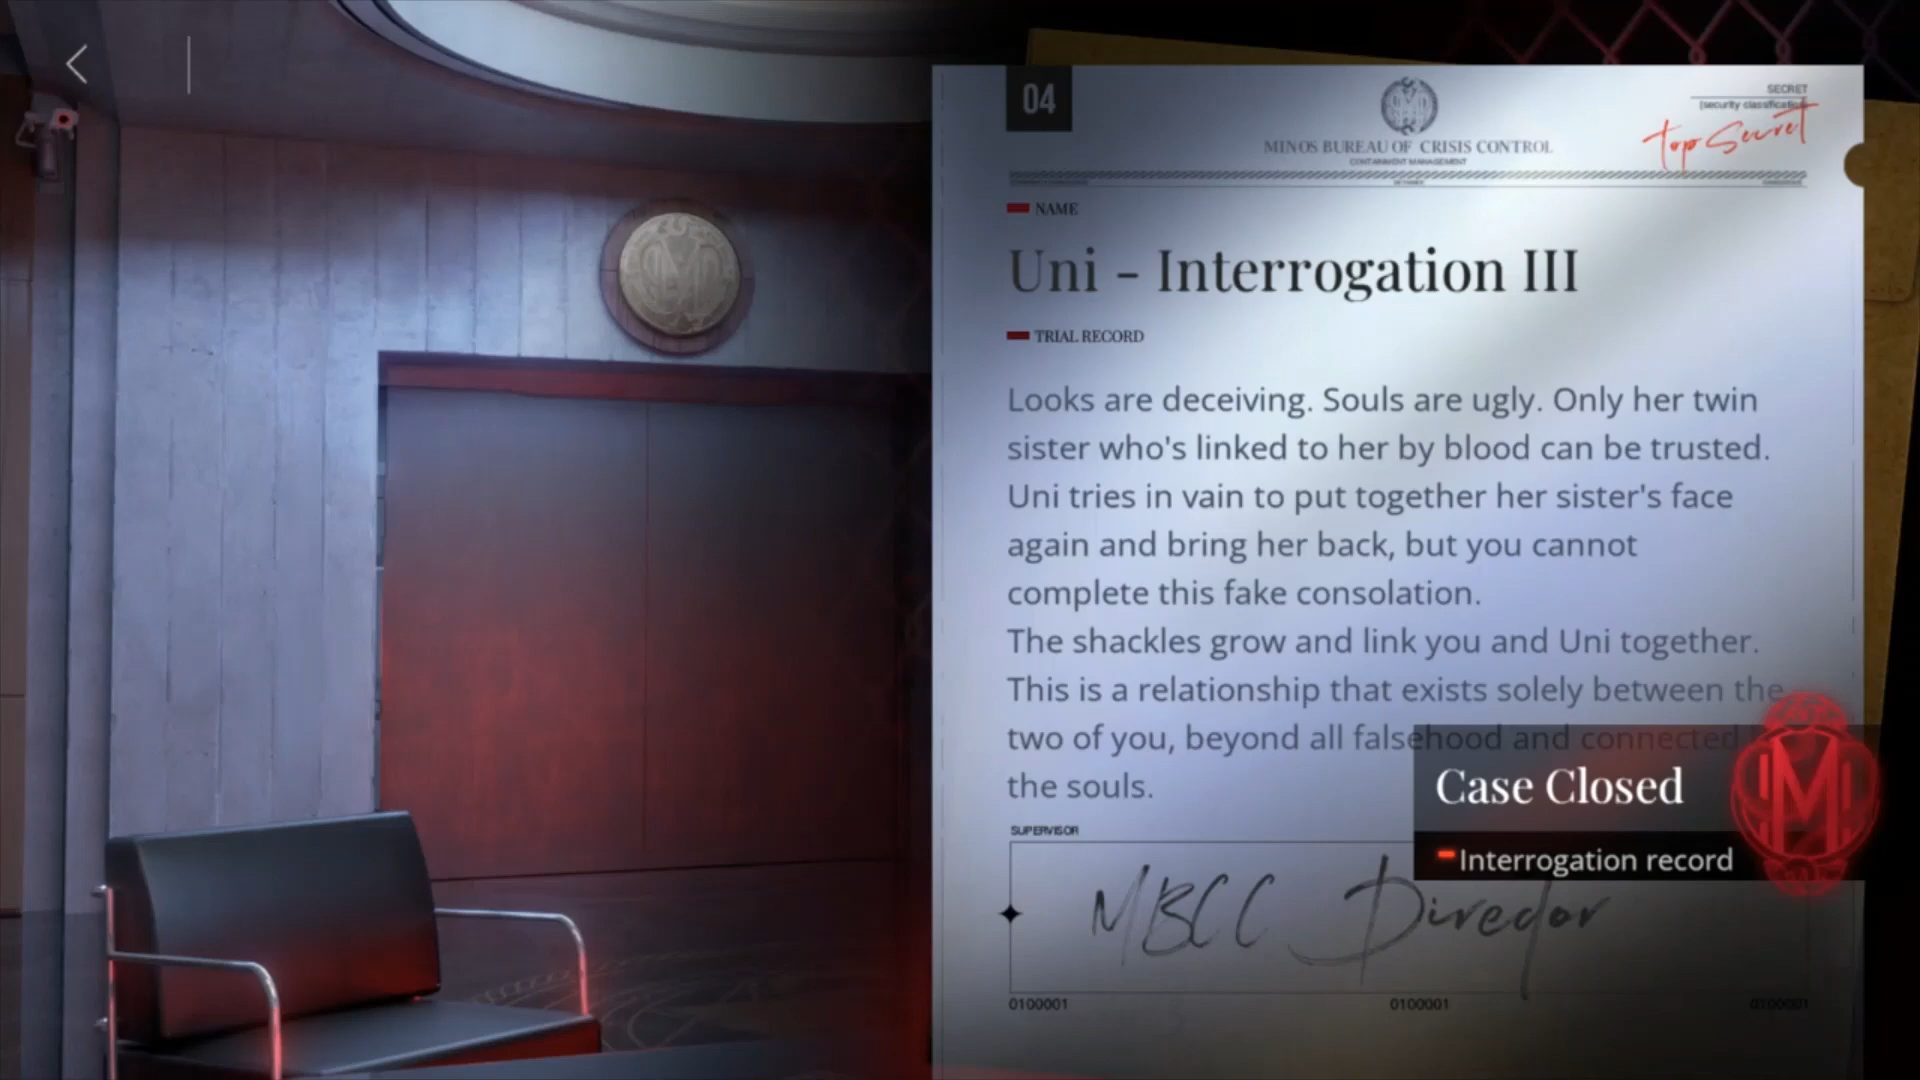 04
SECRET
(security classification)
Top Secret
MINOS BUREAU OF CRISIS CONTROL
CONTAINMENT MANAGEMENT
NAME
Uni - Interrogation III
TRIAL RECORD
Looks are deceiving. Souls are ugly. Only her twin
sister who's linked to her by blood can be trusted.
Uni tries in vain to put together her sister's face
again and bring her back, but you cannot
complete this fake consolation.
The shackles grow and link you and Uni together.
This is a relationship that exists solely between the
two of you, beyond all falsehood and connected
the souls.
Case Closed
Interrogation record
SUPERVISOR
MBCC Director
0100001
0100001
0100001